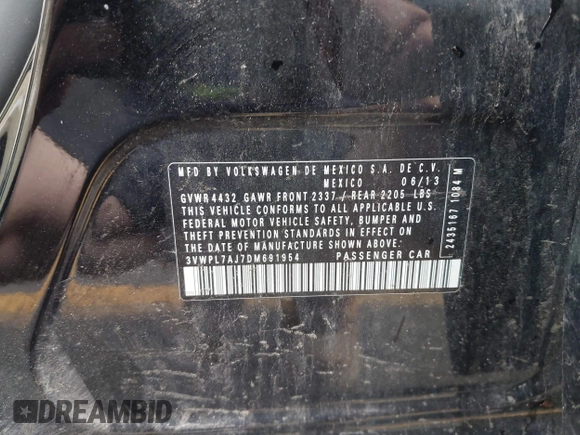 MFD BY VOLKSWAGEN DE MEXICO S.A. DE C.V.
MEXICO 06/13
GVWR 4432 GAWR FRONT 2337 / REAR 2205 LBS
THIS VEHICLE CONFORMS TO ALL APPLICABLE U.S.
FEDERAL MOTOR VEHICLE SAFETY, BUMPER AND
THEFT PREVENTION STANDARDS IN EFFECT ON
THE DATE OF MANUFACTURE SHOWN ABOVE.
3VWPL7AJ7DM691954 PASSENGER CAR
2435187 1084 M
DREAMBID